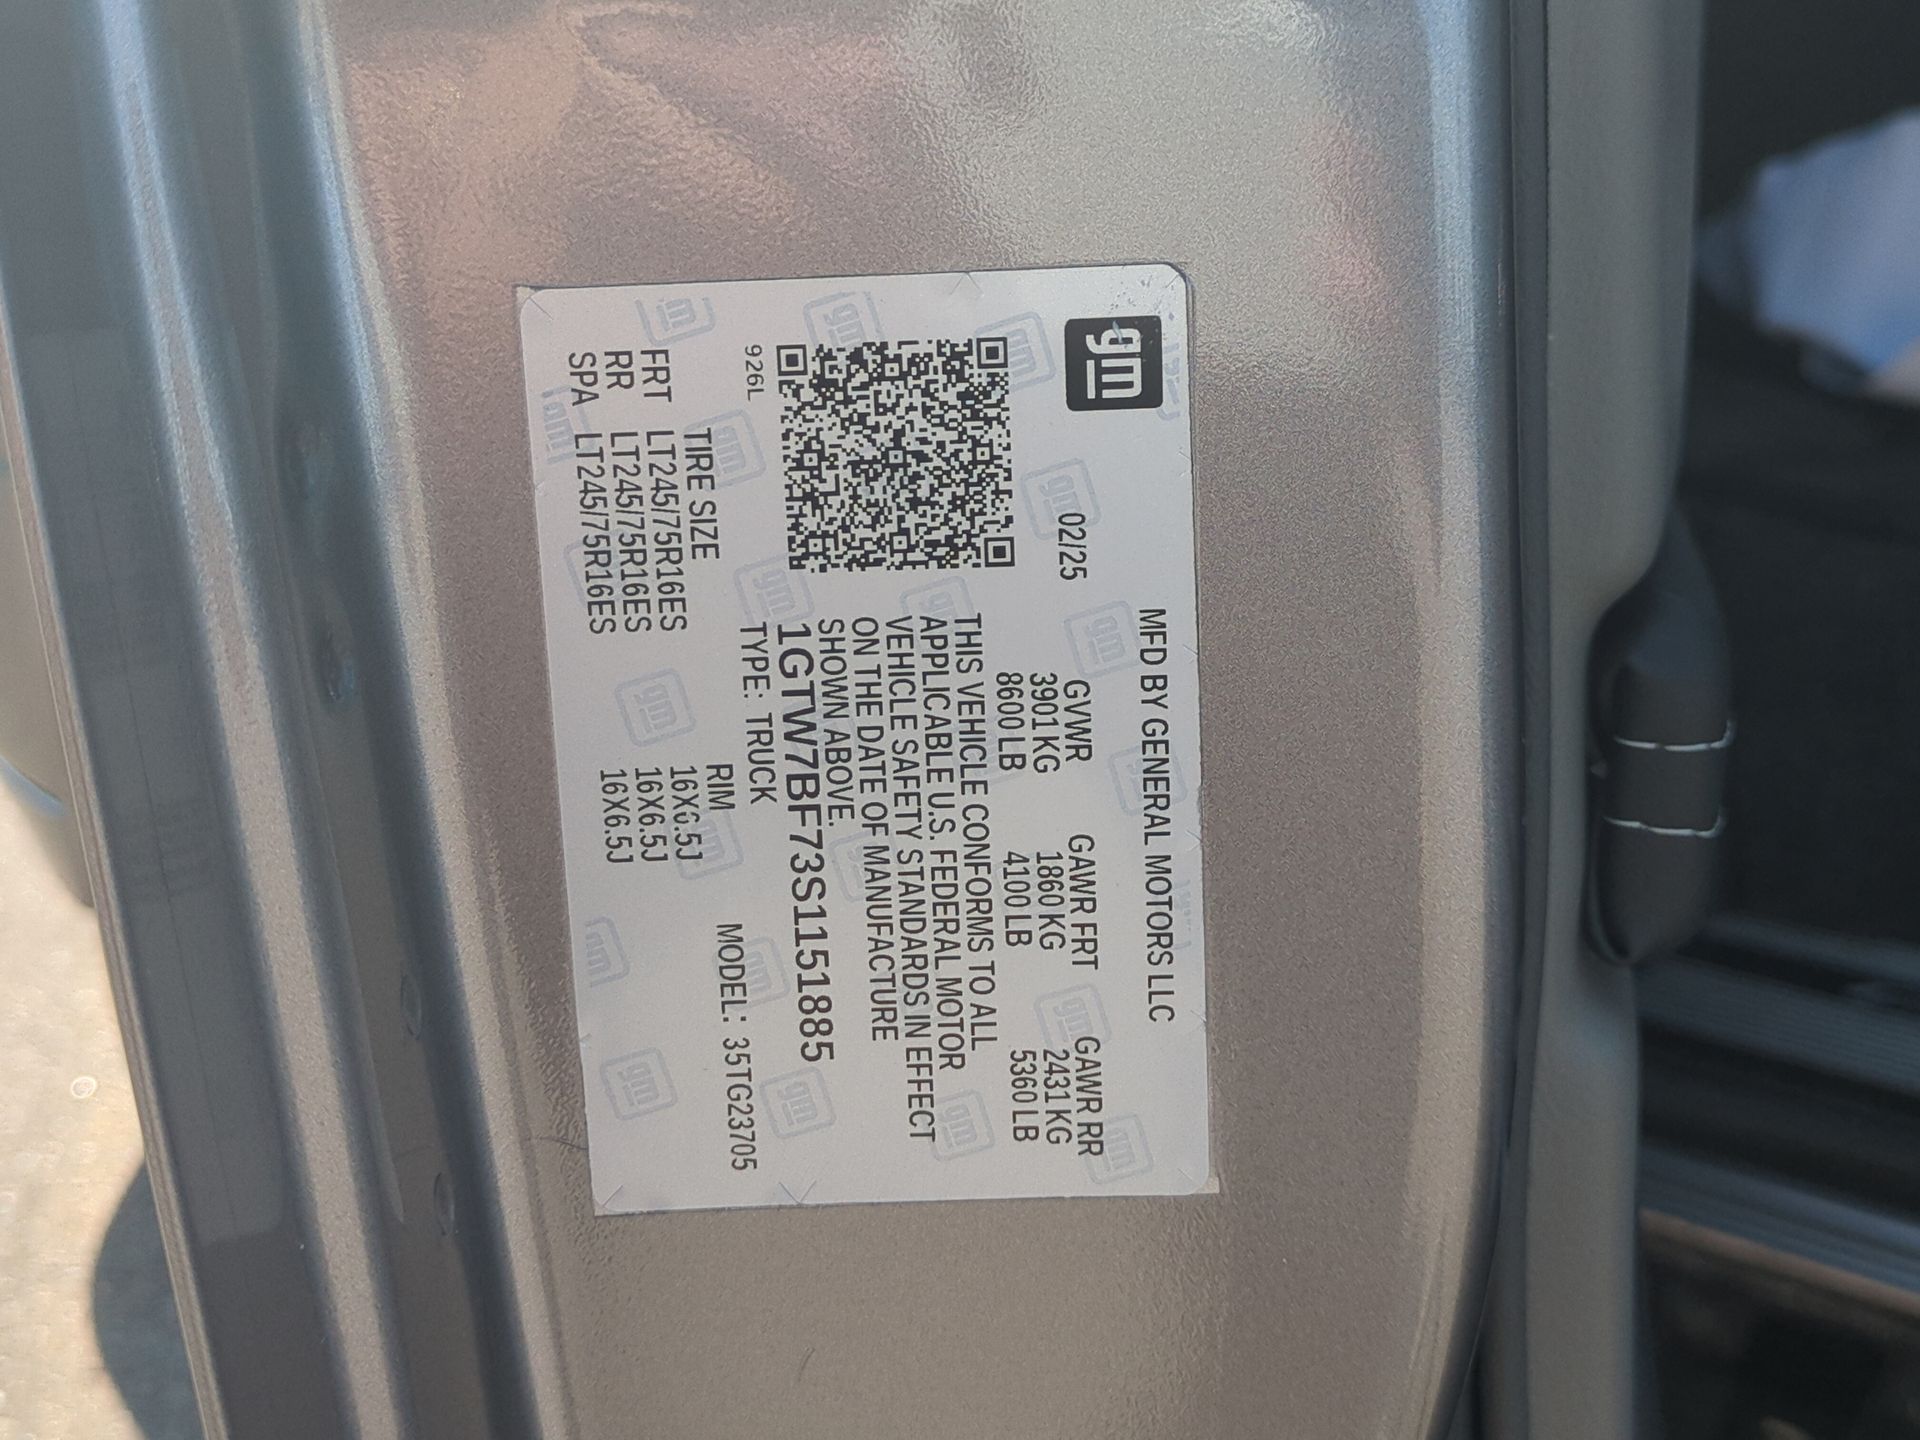 gm
MFD BY GENERAL MOTORS LLC
02/25 GVWR GAWR FRT GAWR RR
3901 KG 1860 KG 2431 KG
8600 LB 4100 LB 5360 LB
THIS VEHICLE CONFORMS TO ALL
APPLICABLE U.S. FEDERAL MOTOR
VEHICLE SAFETY STANDARDS IN EFFECT
ON THE DATE OF MANUFACTURE
SHOWN ABOVE.
1GTW7BF73S1151885
926L TYPE: TRUCK MODEL: 35TG23705
TIRE SIZE RIM
FRT LT245/75R16ES 16X6.5J
RR LT245/75R16ES 16X6.5J
SPA LT245/75R16ES 16X6.5J